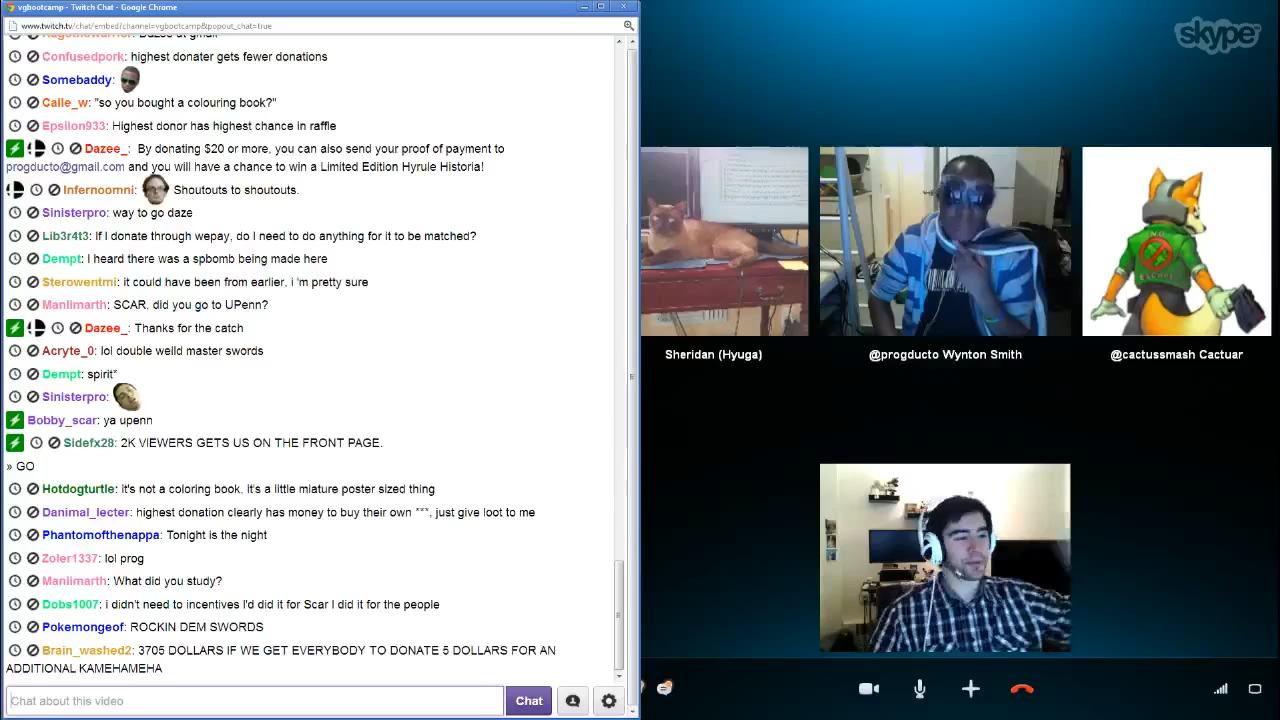 vgbootcamp - Twitch Chat - Google Chrome
www.twitch.tv/chat/embed?channel=vgbootcamp&popout_chat=true
Confusedpork: highest donater gets fewer donations
Somebaddy:
Calle_w: "so you bought a colouring book?"
Epsilon933: Highest donor has highest chance in raffle
Dazee_: By donating $20 or more, you can also send your proof of payment to
progducto@gmail.com and you will have a chance to win a Limited Edition Hyrule Historia!
Infernoomni: Shoutouts to shoutouts.
Sinisterpro: way to go daze
Lib3r4t3: If I donate through wepay, do I need to do anything for it to be matched?
Dempt: I heard there was a spbomb being made here
Sterowentmi: it could have been from earlier, i 'm pretty sure
Maniimarth: SCAR, did you go to UPenn?
Dazee_: Thanks for the catch
Acryte_0: lol double welld master swords
Dempt: spirit*
Sinisterpro:
Bobby_scar: ya upenn
Sidefx28: 2K VIEWERS GETS US ON THE FRONT PAGE.
» GO
Hotdogturtle: it's not a coloring book, it's a little miature poster sized thing
Danimal_lecter: highest donation clearly has money to buy their own ***, just give loot to me
Phantomofthenappa: Tonight is the night
Zoler1337: lol prog
Maniimarth: What did you study?
Dobs1007: i didn't need to incentives I'd did it for Scar I did it for the people
Pokemongeof: ROCKIN DEM SWORDS
Brain_washed2: 3705 DOLLARS IF WE GET EVERYBODY TO DONATE 5 DOLLARS FOR AN
ADDITIONAL KAMEHAMEHA
Chat about this video
Chat
skype
Sheridan (Hyuga)
@progducto Wynton Smith
@cactussmash Cactuar
NO